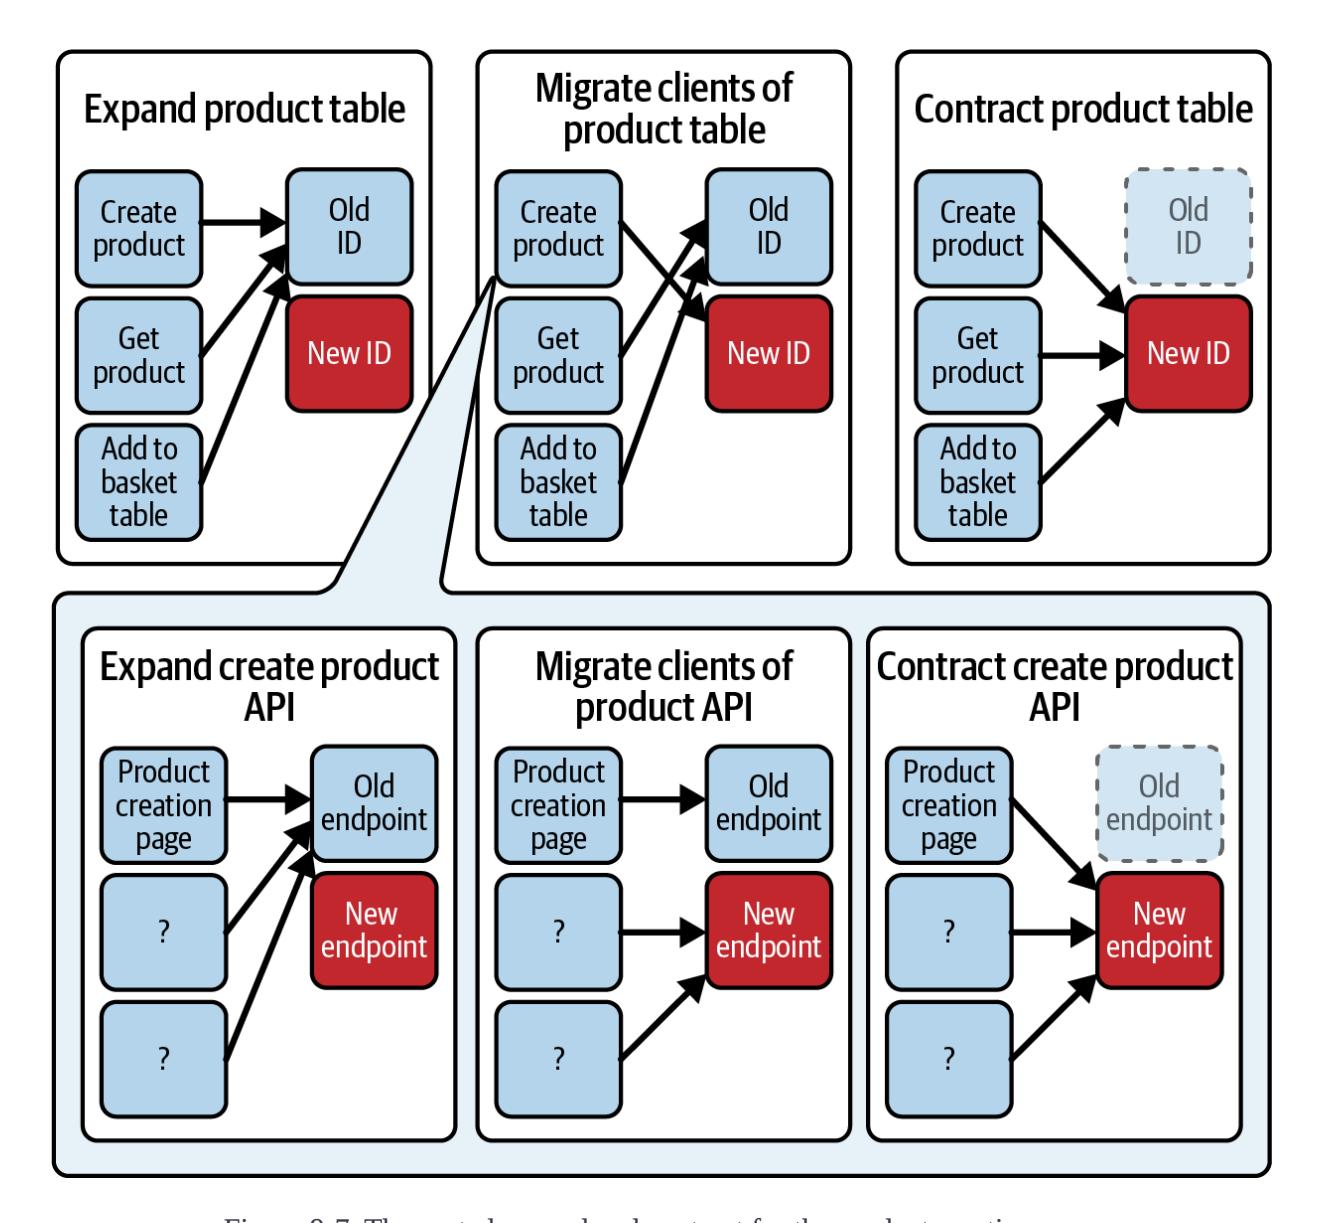 Expand product table
Create
product
Old
ID
Get
product
New ID
Add to
basket
table
Migrate clients of
product table
Create
product
Old
ID
Get
product
New ID
Add to
basket
table
Contract product table
Create
product
Old
ID
Get
product
New ID
Add to
basket
table
Expand create product
API
Product
creation
page
Old
endpoint
?
New
endpoint
?
Migrate clients of
product API
Product
creation
page
Old
endpoint
?
New
endpoint
?
Contract create product
API
Product
creation
page
Old
endpoint
?
New
endpoint
?